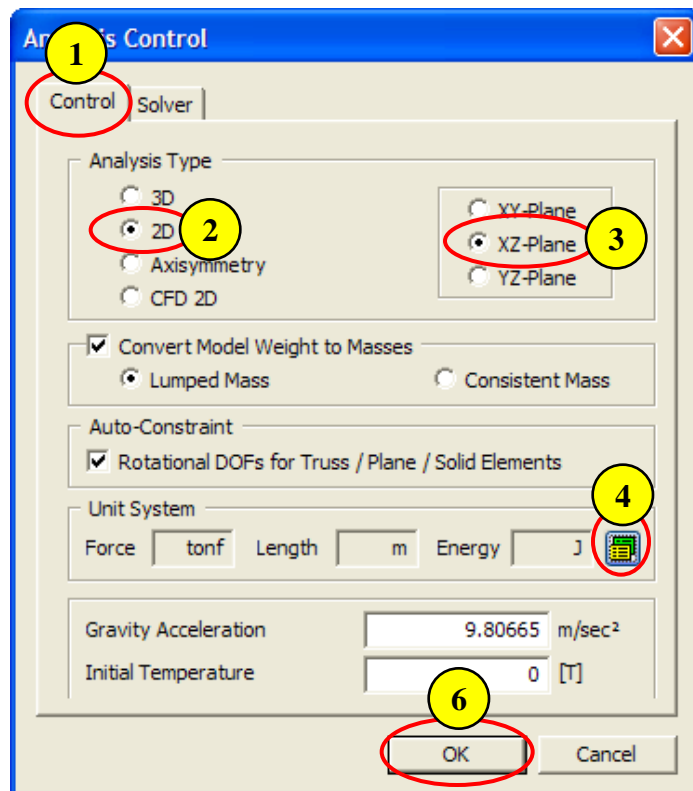 An is Control
1
Control Solver
Analysis Type
3D
2D
2
Axisymmetry
CFD 2D
XY-Plane
XZ-Plane
3
YZ-Plane
Convert Model Weight to Masses
Lumped Mass Consistent Mass
Auto-Constraint
Rotational DOFs for Truss / Plane / Solid Elements
4
Unit System
Force tonf Length m Energy J
Gravity Acceleration 9.80665 m/sec²
Initial Temperature 0 [T]
6
OK Cancel